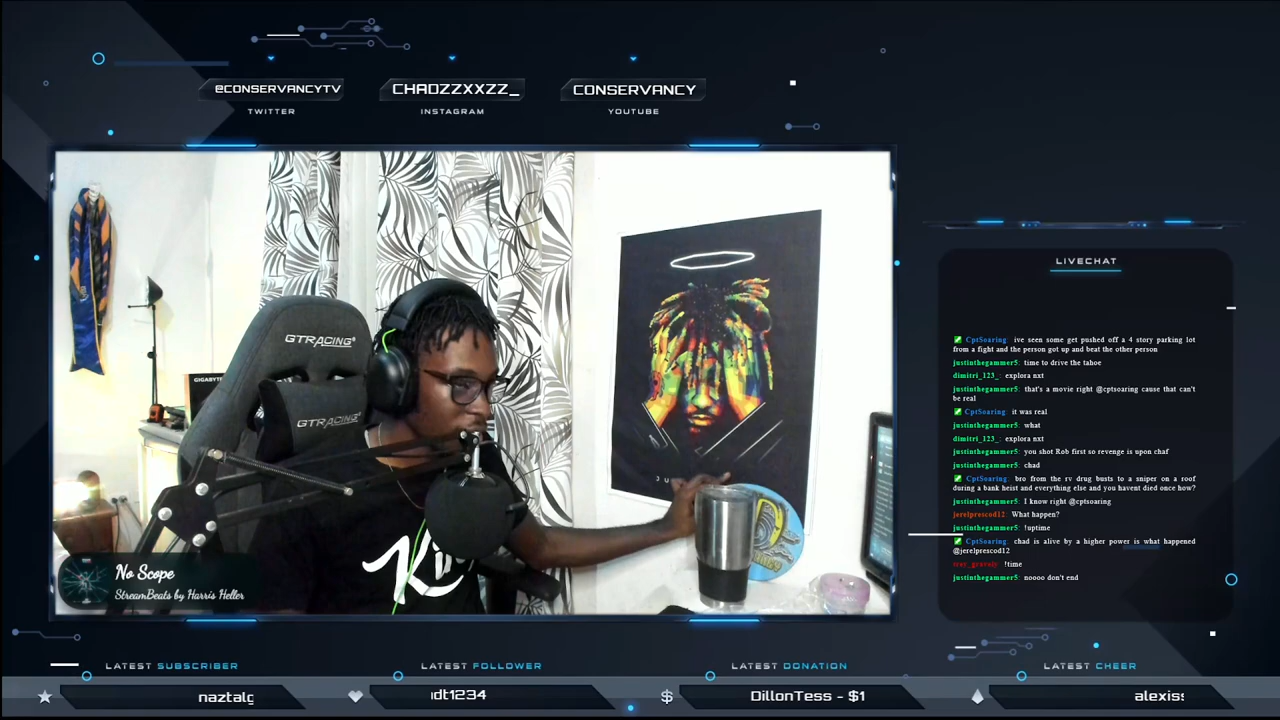 @CONSERVANCYTV
TWITTER
CHADZZXXZZ_
INSTAGRAM
CONSERVANCY
YOUTUBE
GTRACING
GTRACING
GIGABYTE
J U
Ki
No Scope
StreamBeats by Harris Heller
LIVECHAT
CptSoaring: ive seen some get pushed off a 4 story parking lot
from a fight and the person got up and beat the other person
justinthegammer5: time to drive the tahoe
dimitri_123_: explora nxt
justinthegammer5: that's a movie right @cptsoaring cause that can't
be real
CptSoaring: it was real
justinthegammer5: what
dimitri_123_: explora nxt
justinthegammer5: you shot Rob first so revenge is upon chaf
justinthegammer5: chad
CptSoaring: bro from the rv drug busts to a sniper on a roof
during a bank heist and everything else and you havent died once how?
justinthegammer5: I know right @cptsoaring
jerelprescod12: What happen?
justinthegammer5: !uptime
CptSoaring: chad is alive by a higher power is what happened
@jerelprescod12
trey_gravely: !time
justinthegammer5: noooo don't end
LATEST SUBSCRIBER
naztalg
LATEST FOLLOWER
dt1234
LATEST DONATION
DillonTess - $1
LATEST CHEER
alexis